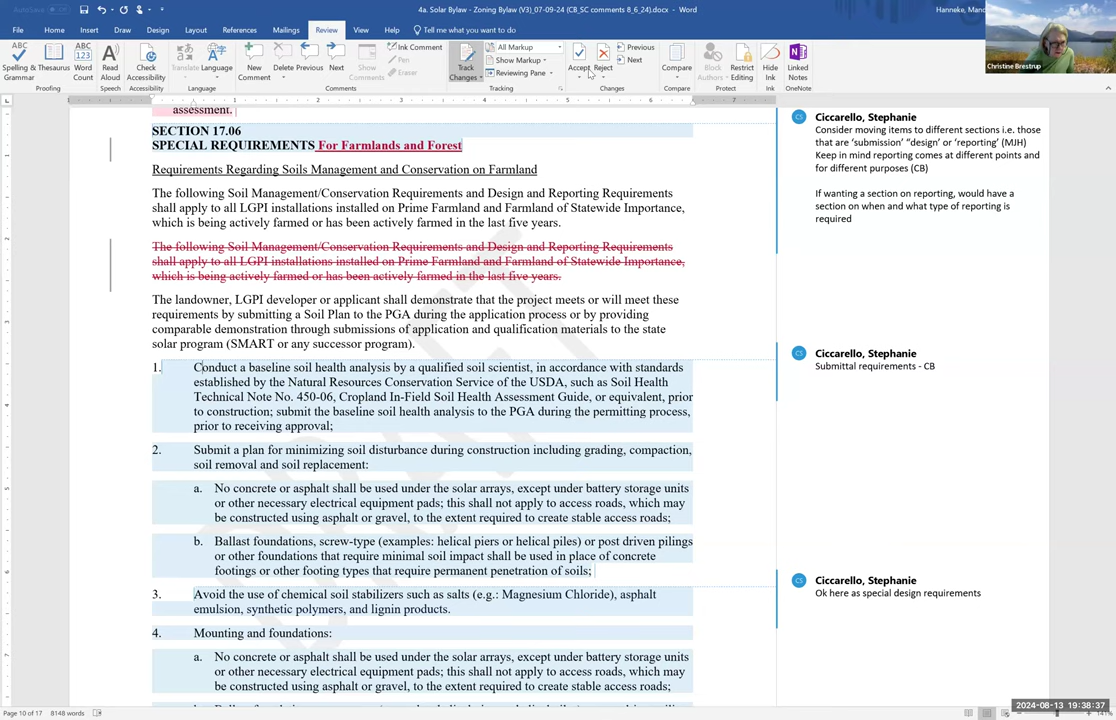 4a. Solar Bylaw - Zoning Bylaw (V3)_07-09-24 (CB_SC comments 8_6_24).docx - Word
File Home Insert Draw Design Layout References Mailings Review View Help Tell me what you want to do
Christine Brestrup
Spelling & Grammar
Thesaurus
Word Count
Read Aloud
Check Accessibility
Translate
Language
New Comment
Delete
Previous
Next
Show Comments
Ink Comment
Pen
Eraser
Track Changes
All Markup
Show Markup
Reviewing Pane
Accept
Reject
Previous
Next
Compare
Block Authors
Restrict Editing
Hide Ink
Linked Notes
Proofing Speech Accessibility Language Comments Tracking Changes Compare Protect Ink OneNote
assessment.
SECTION 17.06
SPECIAL REQUIREMENTS For Farmlands and Forest
Requirements Regarding Soils Management and Conservation on Farmland
The following Soil Management/Conservation Requirements and Design and Reporting Requirements
shall apply to all LGPI installations installed on Prime Farmland and Farmland of Statewide Importance,
which is being actively farmed or has been actively farmed in the last five years.
The following Soil Management/Conservation Requirements and Design and Reporting Requirements
shall apply to all LGPI installations installed on Prime Farmland and Farmland of Statewide Importance,
which is being actively farmed or has been actively farmed in the last five years.
The landowner, LGPI developer or applicant shall demonstrate that the project meets or will meet these
requirements by submitting a Soil Plan to the PGA during the application process or by providing
comparable demonstration through submissions of application and qualification materials to the state
solar program (SMART or any successor program).
1. Conduct a baseline soil health analysis by a qualified soil scientist, in accordance with standards
established by the Natural Resources Conservation Service of the USDA, such as Soil Health
Technical Note No. 450-06, Cropland In-Field Soil Health Assessment Guide, or equivalent, prior
to construction; submit the baseline soil health analysis to the PGA during the permitting process,
prior to receiving approval;
2. Submit a plan for minimizing soil disturbance during construction including grading, compaction,
soil removal and soil replacement:
a. No concrete or asphalt shall be used under the solar arrays, except under battery storage units
or other necessary electrical equipment pads; this shall not apply to access roads, which may
be constructed using asphalt or gravel, to the extent required to create stable access roads;
b. Ballast foundations, screw-type (examples: helical piers or helical piles) or post driven pilings
or other foundations that require minimal soil impact shall be used in place of concrete
footings or other footing types that require permanent penetration of soils;
3. Avoid the use of chemical soil stabilizers such as salts (e.g.: Magnesium Chloride), asphalt
emulsion, synthetic polymers, and lignin products.
4. Mounting and foundations:
a. No concrete or asphalt shall be used under the solar arrays, except under battery storage units
or other necessary electrical equipment pads; this shall not apply to access roads, which may
be constructed using asphalt or gravel, to the extent required to create stable access roads;
Ciccarello, Stephanie
Consider moving items to different sections i.e. those
that are 'submission' "design' or 'reporting' (MJH)
Keep in mind reporting comes at different points and
for different purposes (CB)
If wanting a section on reporting, would have a
section on when and what type of reporting is
required
Ciccarello, Stephanie
Submittal requirements - CB
Ciccarello, Stephanie
Ok here as special design requirements
Page 10 of 17 8148 words
2024-08-13 19:38:37
141%